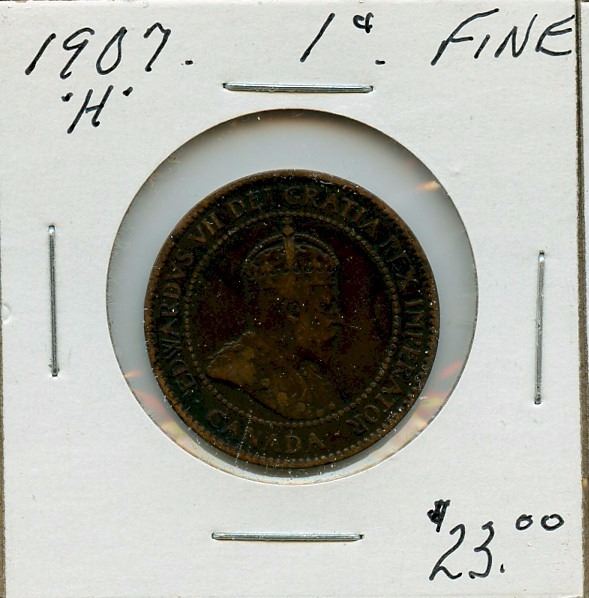 1907. 1¢. FINE
"H"
EDWARDVS VII DEI GRATIA REX IMPERATOR
CANADA
$23.00